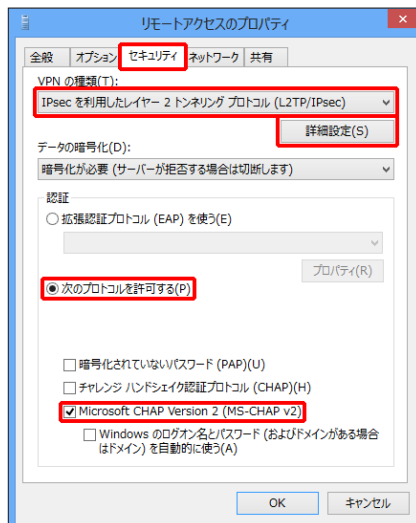 リモートアクセスのプロパティ
全般 オプション セキュリティ ネットワーク 共有
VPN の種類(T):
IPsec を利用したレイヤー 2 トンネリング プロトコル (L2TP/IPsec)
詳細設定(S)
データの暗号化(D):
暗号化が必要 (サーバーが拒否する場合は切断します)
認証
拡張認証プロトコル (EAP) を使う(E)
プロパティ(R)
次のプロトコルを許可する(P)
暗号化されていないパスワード (PAP)(U)
チャレンジ ハンドシェイク認証プロトコル (CHAP)(H)
Microsoft CHAP Version 2 (MS-CHAP v2)
Windows のログオン名とパスワード (およびドメインがある場合
はドメイン) を自動的に使う(A)
OK キャンセル